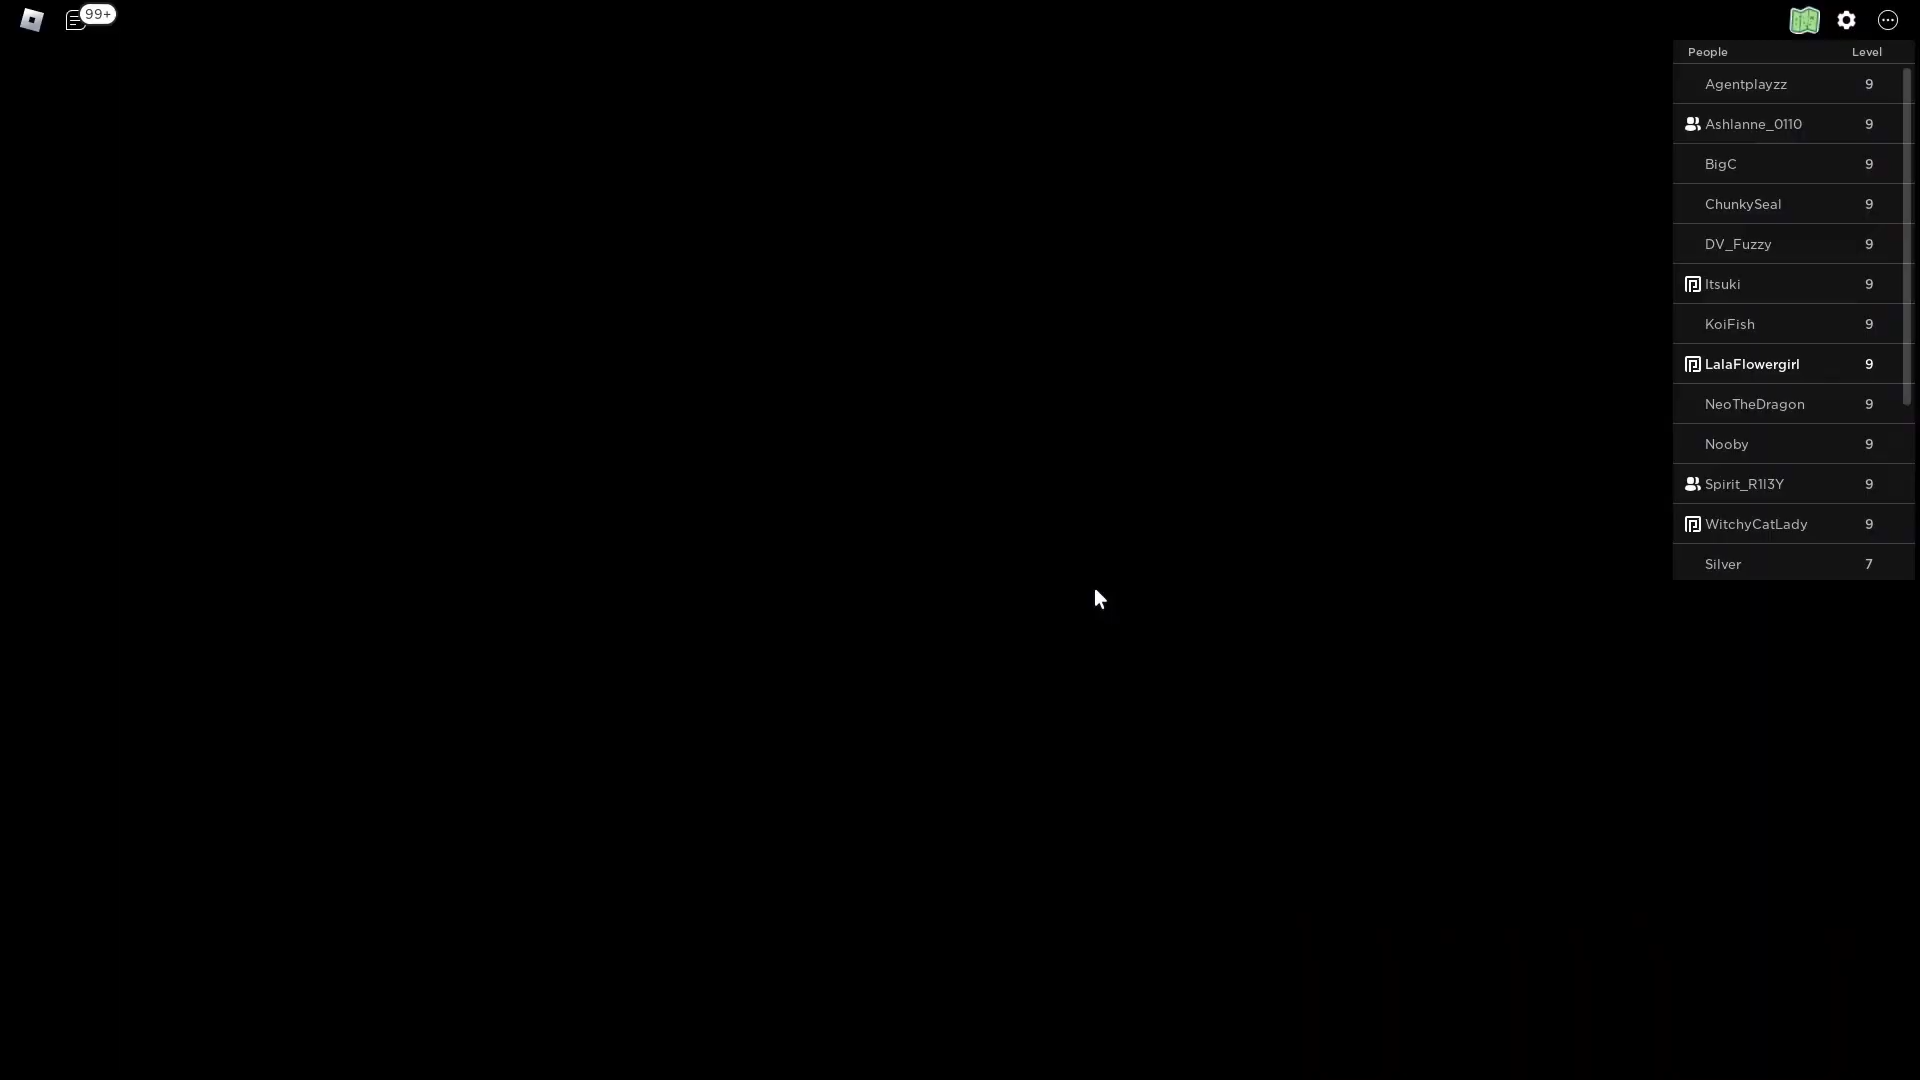 99+
People Level
Agentplayzz 9
Ashlanne_0110 9
BigC 9
ChunkySeal 9
DV_Fuzzy 9
Itsuki 9
KoiFish 9
LalaFlowergirl 9
NeoTheDragon 9
Nooby 9
Spirit_R1l3Y 9
WitchyCatLady 9
Silver 7